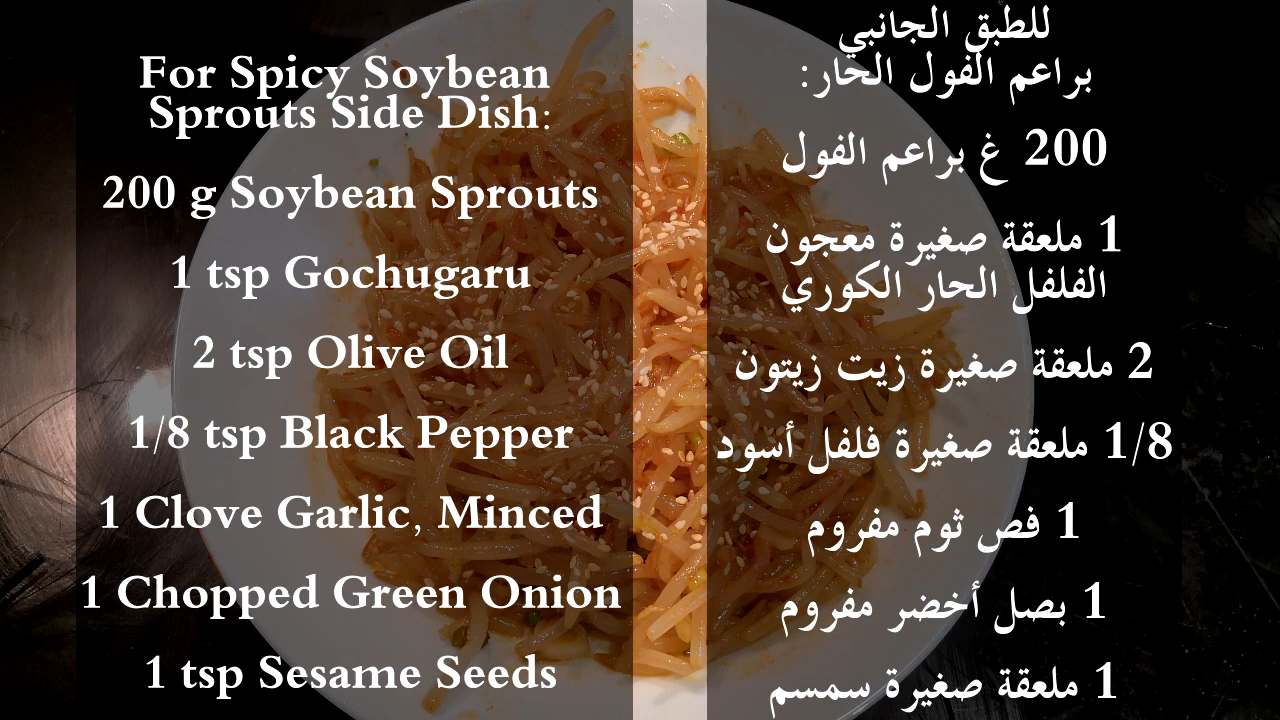 For Spicy Soybean
Sprouts Side Dish:
200 g Soybean Sprouts
1 tsp Gochugaru
2 tsp Olive Oil
1/8 tsp Black Pepper
1 Clove Garlic, Minced
1 Chopped Green Onion
1 tsp Sesame Seeds
للطبق الجانبي
براعم الفول الحار:
200 غ براعم الفول
1 ملعقة صغيرة معجون
الفلفل الحار الكوري
2 ملعقة صغيرة زيت زيتون
1/8 ملعقة صغيرة فلفل أسود
1 فص ثوم مفروم
1 بصل أخضر مفروم
1 ملعقة صغيرة سمسم